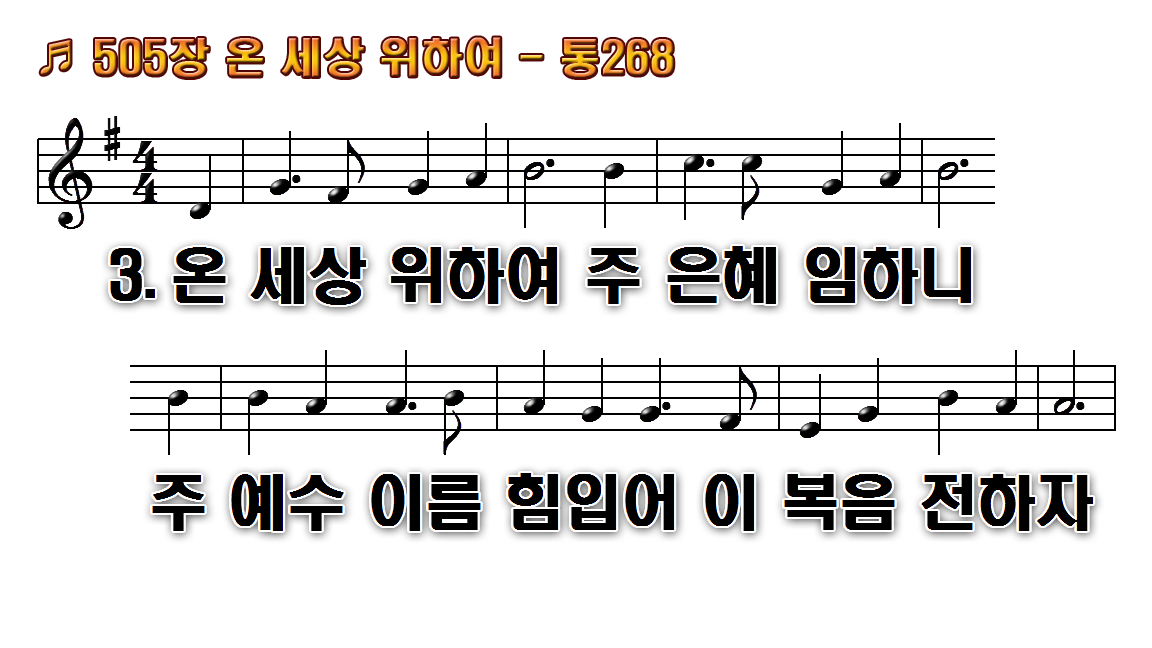 ♬ 505장 온 세상 위하여 - 통268
3. 온 세상 위하여 주 은혜 임하니
주 예수 이름 힘입어 이 복음 전하자